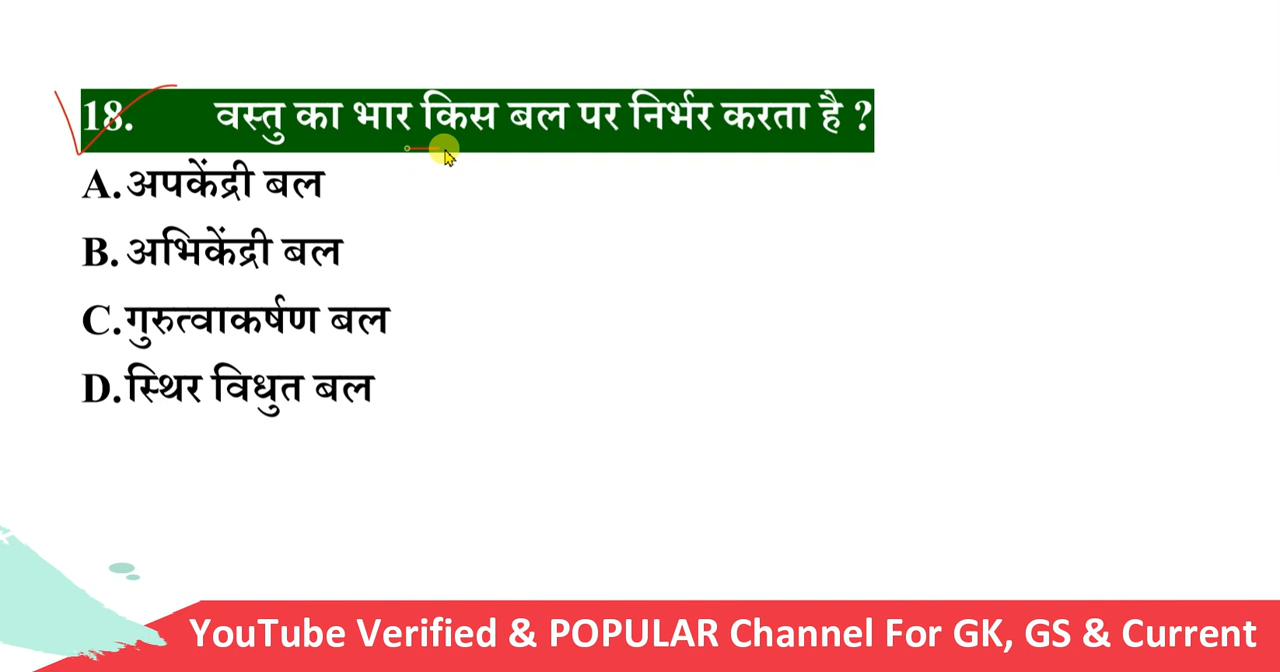 18. वस्तु का भार किस बल पर निर्भर करता है ?
A.अपकेंद्री बल
B. अभिकेंद्री बल
C.गुरुत्वाकर्षण बल
D.स्थिर विधुत बल
YouTube Verified & POPULAR Channel For GK, GS & Current